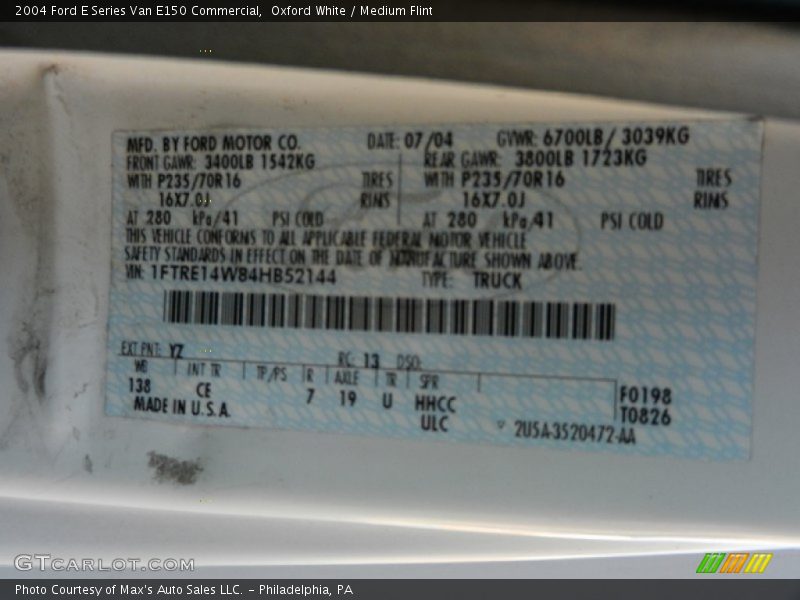 2004 Ford E Series Van E150 Commercial,  Oxford White / Medium Flint
MFD. BY FORD MOTOR CO. DATE: 07/04 GVWR: 6700LB / 3039KG
FRONT GAWR: 3400LB 1542KG REAR GAWR: 3800LB 1723KG
WITH P235/70R16 TIRES WITH P235/70R16 TIRES
16X7.0J RIMS 16X7.0J RIMS
AT 280 kPa/41 PSI COLD AT 280 kPa/41 PSI COLD
THIS VEHICLE CONFORMS TO ALL APPLICABLE FEDERAL MOTOR VEHICLE
SAFETY STANDARDS IN EFFECT ON THE DATE OF MANUFACTURE SHOWN ABOVE.
VIN: 1FTRE14W84HB52144 TYPE: TRUCK
EXT PNT: YZ RC: 13 DSO:
WB INT TR TP/PS R AXLE TR SPR
138 CE 7 19 U HHCC F0198
MADE IN U.S.A. ULC T0826
2U5A-3520472-AA
GTCARLOT.COM
Photo Courtesy of Max's Auto Sales LLC. - Philadelphia, PA